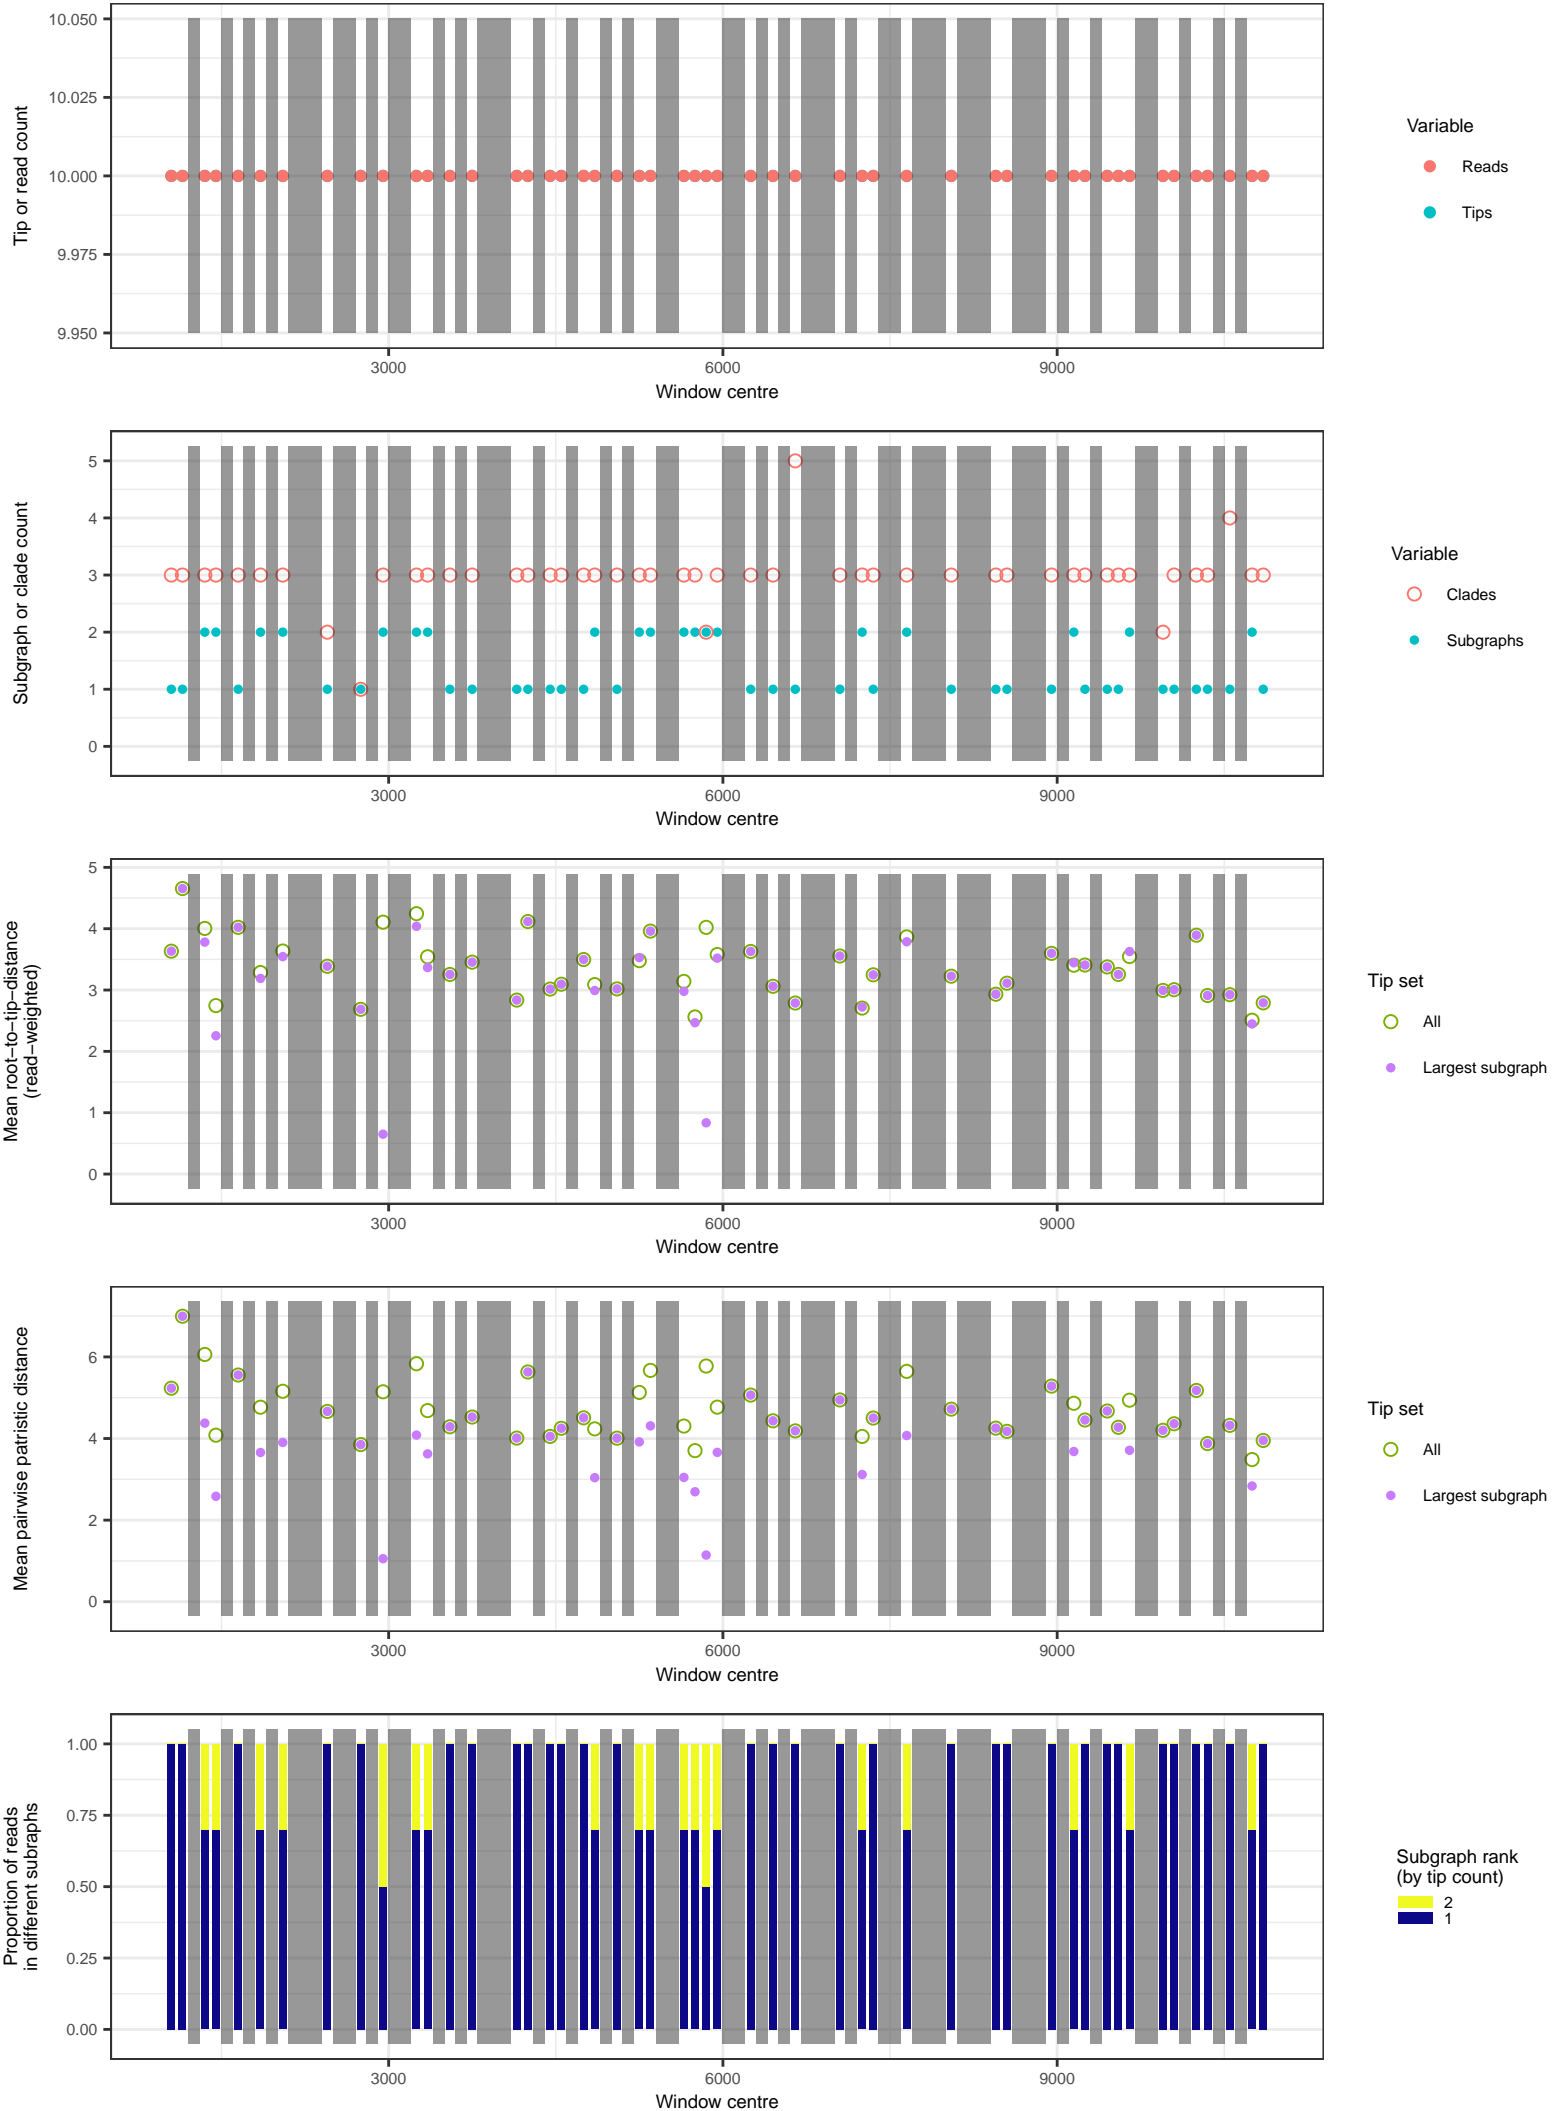 10.050
10.025
10.000
9.975
9.950
Tip or read count
3000
6000
9000
Window centre
Variable
Reads
Tips
5
4
3
2
1
0
Subgraph or clade count
3000
6000
9000
Window centre
Variable
Clades
Subgraphs
5
4
3
2
1
0
Mean root−to−tip−distance
(read−weighted)
3000
6000
9000
Window centre
Tip set
All
Largest subgraph
6
4
2
0
Mean pairwise patristic distance
3000
6000
9000
Window centre
Tip set
All
Largest subgraph
1.00
0.75
0.50
0.25
0.00
Proportion of reads
in different subraphs
3000
6000
9000
Window centre
Subgraph rank
(by tip count)
2
1